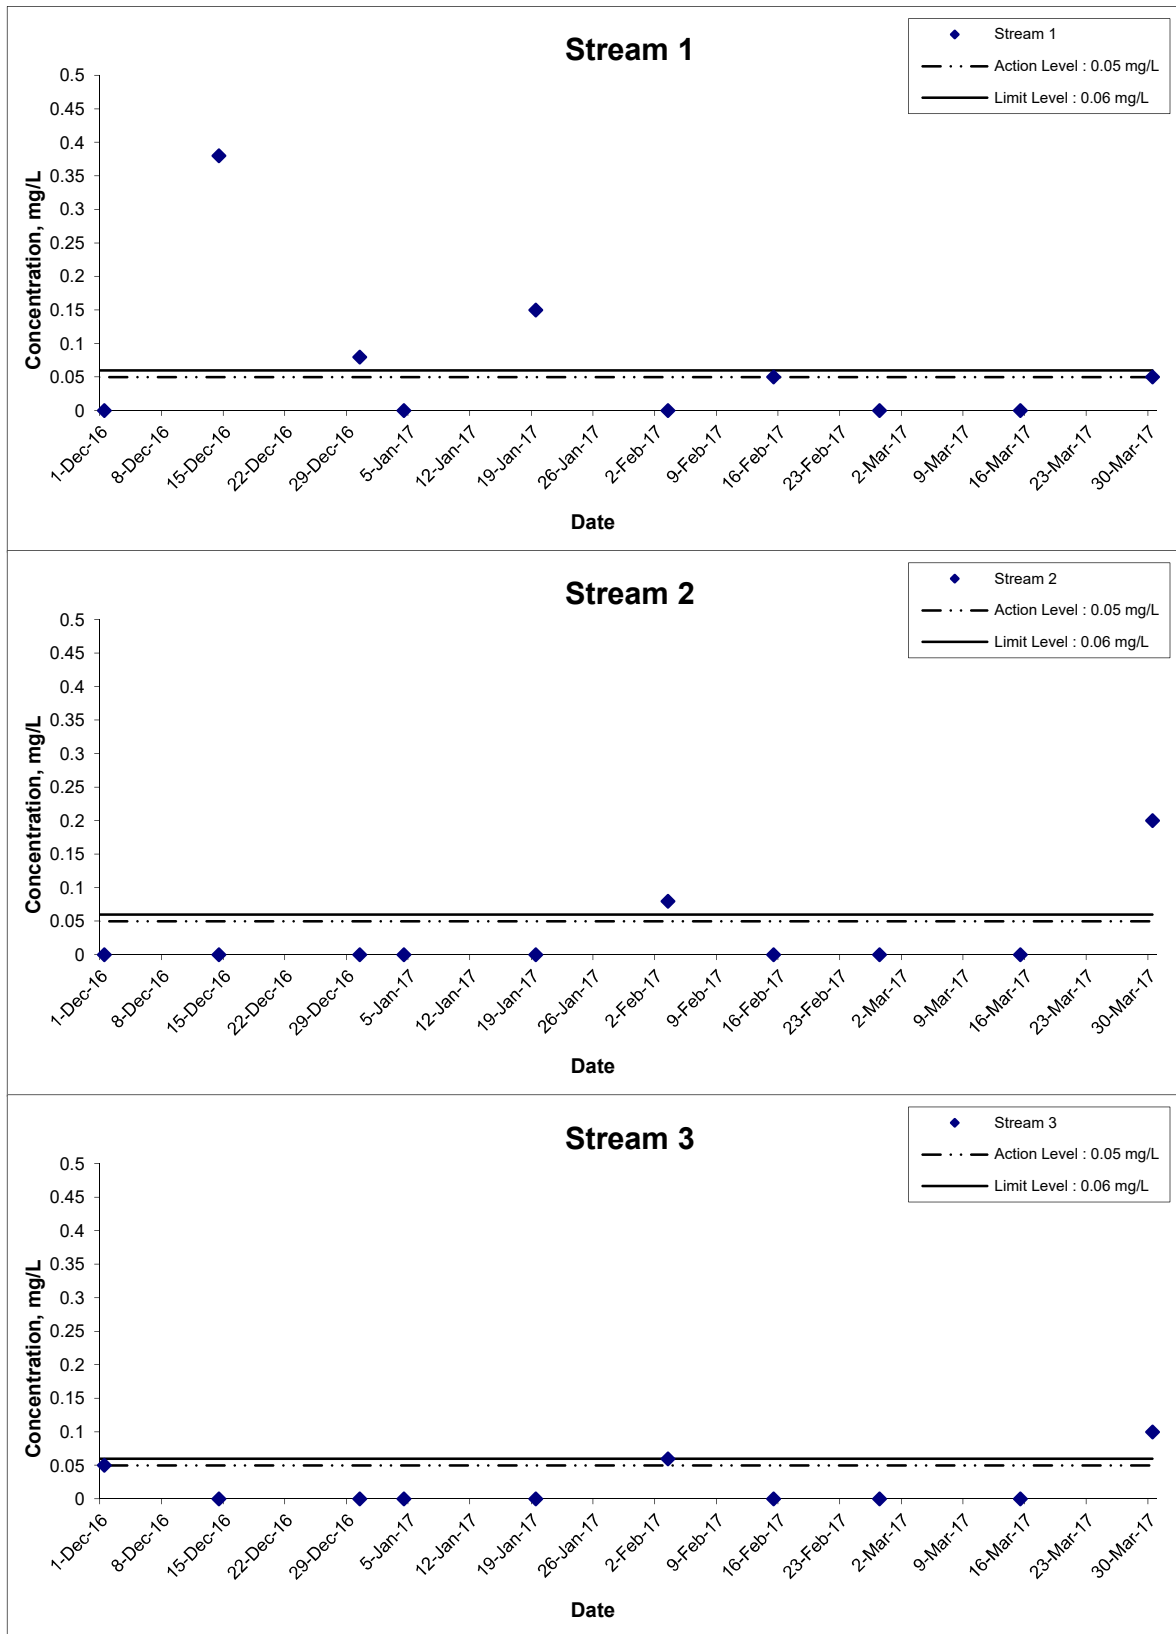 Stream 1
Stream 1
Action Level : 0.05 mg/L
Limit Level : 0.06 mg/L
Concentration, mg/L
0.5
0.45
0.4
0.35
0.3
0.25
0.2
0.15
0.1
0.05
0
1-Dec-16
8-Dec-16
15-Dec-16
22-Dec-16
29-Dec-16
5-Jan-17
12-Jan-17
19-Jan-17
26-Jan-17
2-Feb-17
9-Feb-17
16-Feb-17
23-Feb-17
2-Mar-17
9-Mar-17
16-Mar-17
23-Mar-17
30-Mar-17
Date
Stream 2
Stream 2
Action Level : 0.05 mg/L
Limit Level : 0.06 mg/L
Concentration, mg/L
0.5
0.45
0.4
0.35
0.3
0.25
0.2
0.15
0.1
0.05
0
1-Dec-16
8-Dec-16
15-Dec-16
22-Dec-16
29-Dec-16
5-Jan-17
12-Jan-17
19-Jan-17
26-Jan-17
2-Feb-17
9-Feb-17
16-Feb-17
23-Feb-17
2-Mar-17
9-Mar-17
16-Mar-17
23-Mar-17
30-Mar-17
Date
Stream 3
Stream 3
Action Level : 0.05 mg/L
Limit Level : 0.06 mg/L
Concentration, mg/L
0.5
0.45
0.4
0.35
0.3
0.25
0.2
0.15
0.1
0.05
0
1-Dec-16
8-Dec-16
15-Dec-16
22-Dec-16
29-Dec-16
5-Jan-17
12-Jan-17
19-Jan-17
26-Jan-17
2-Feb-17
9-Feb-17
16-Feb-17
23-Feb-17
2-Mar-17
9-Mar-17
16-Mar-17
23-Mar-17
30-Mar-17
Date